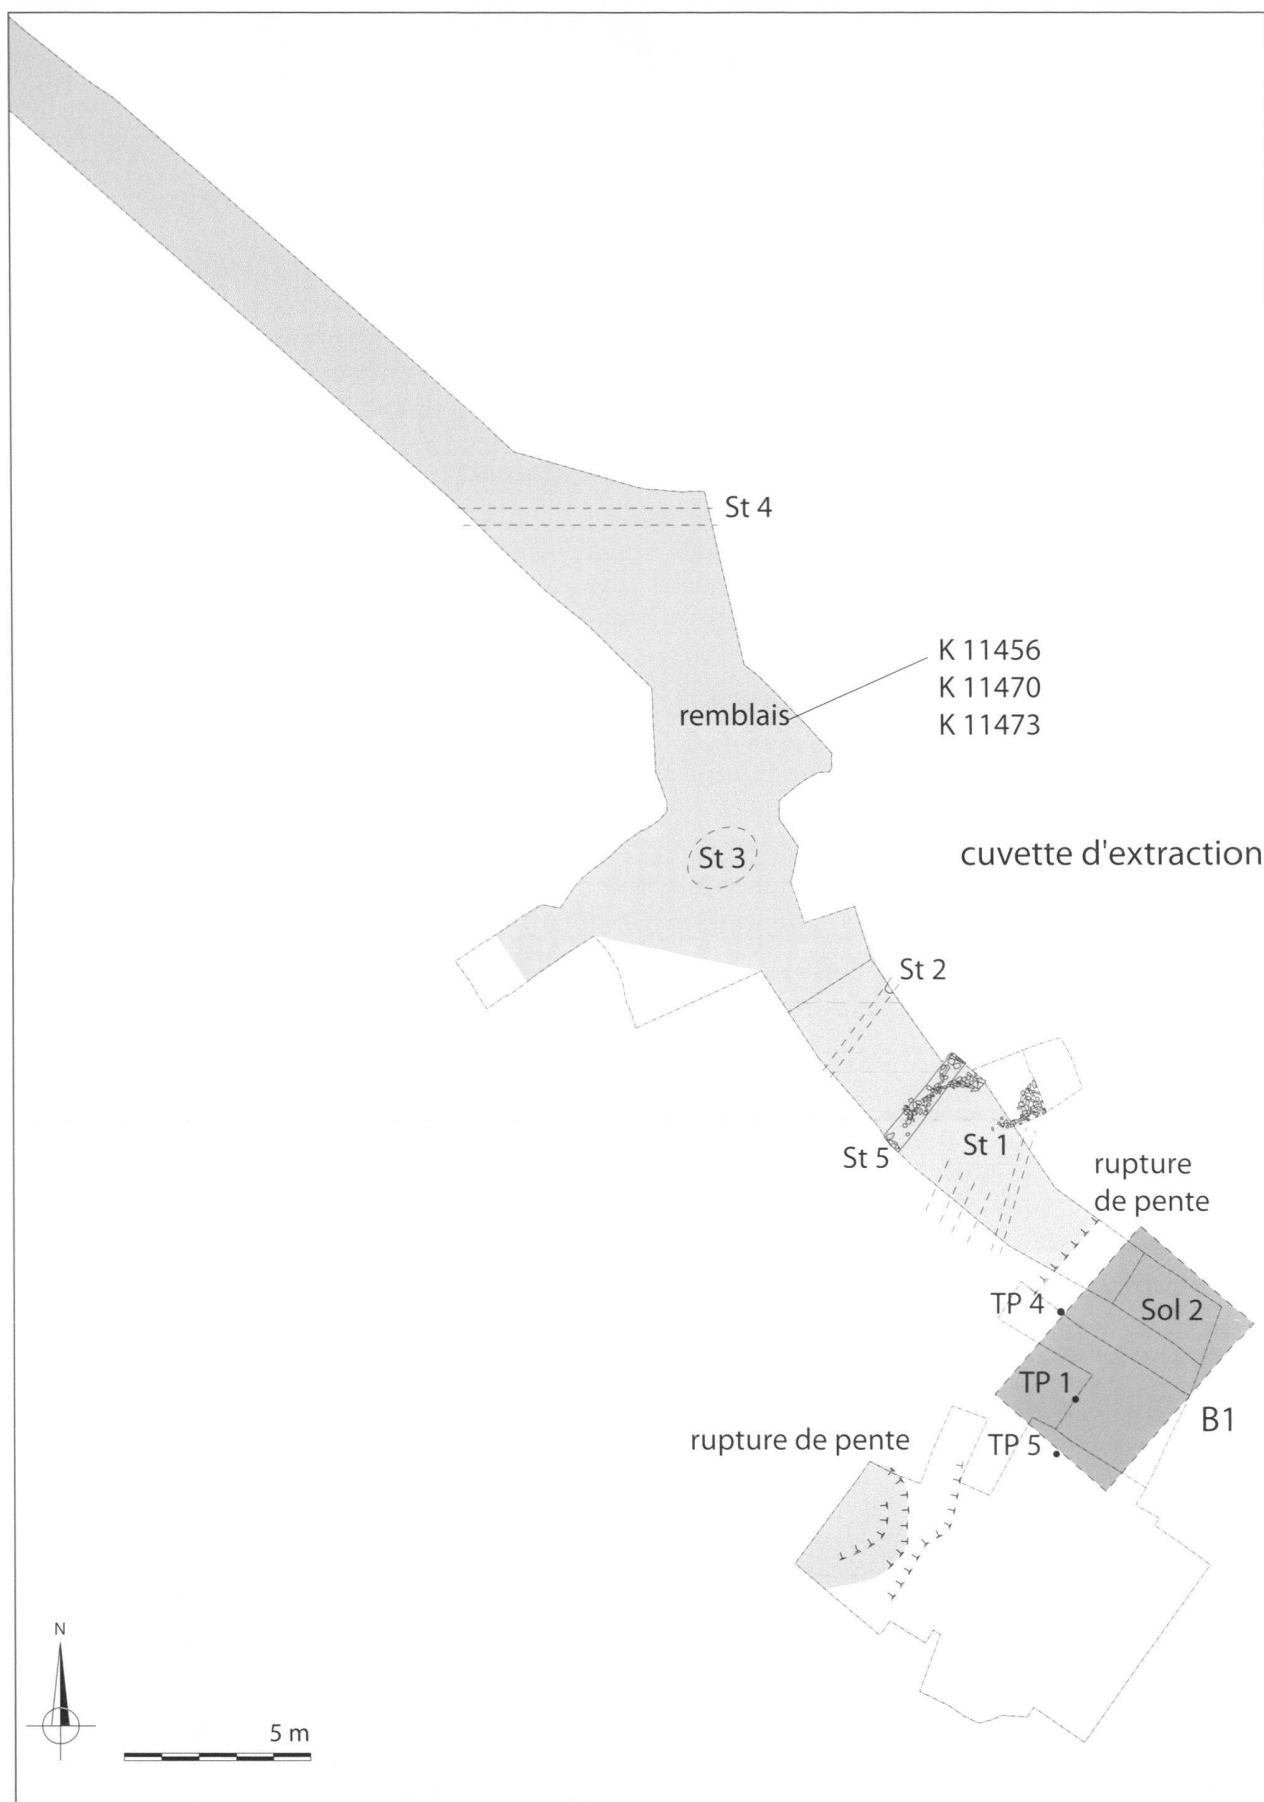 St 4
K 11456
K 11470
K 11473
remblais
St 3
cuvette d'extraction
St 2
St 5
St 1
rupture
de pente
TP 4
Sol 2
TP 1
B1
rupture de pente
TP 5
N
5 m